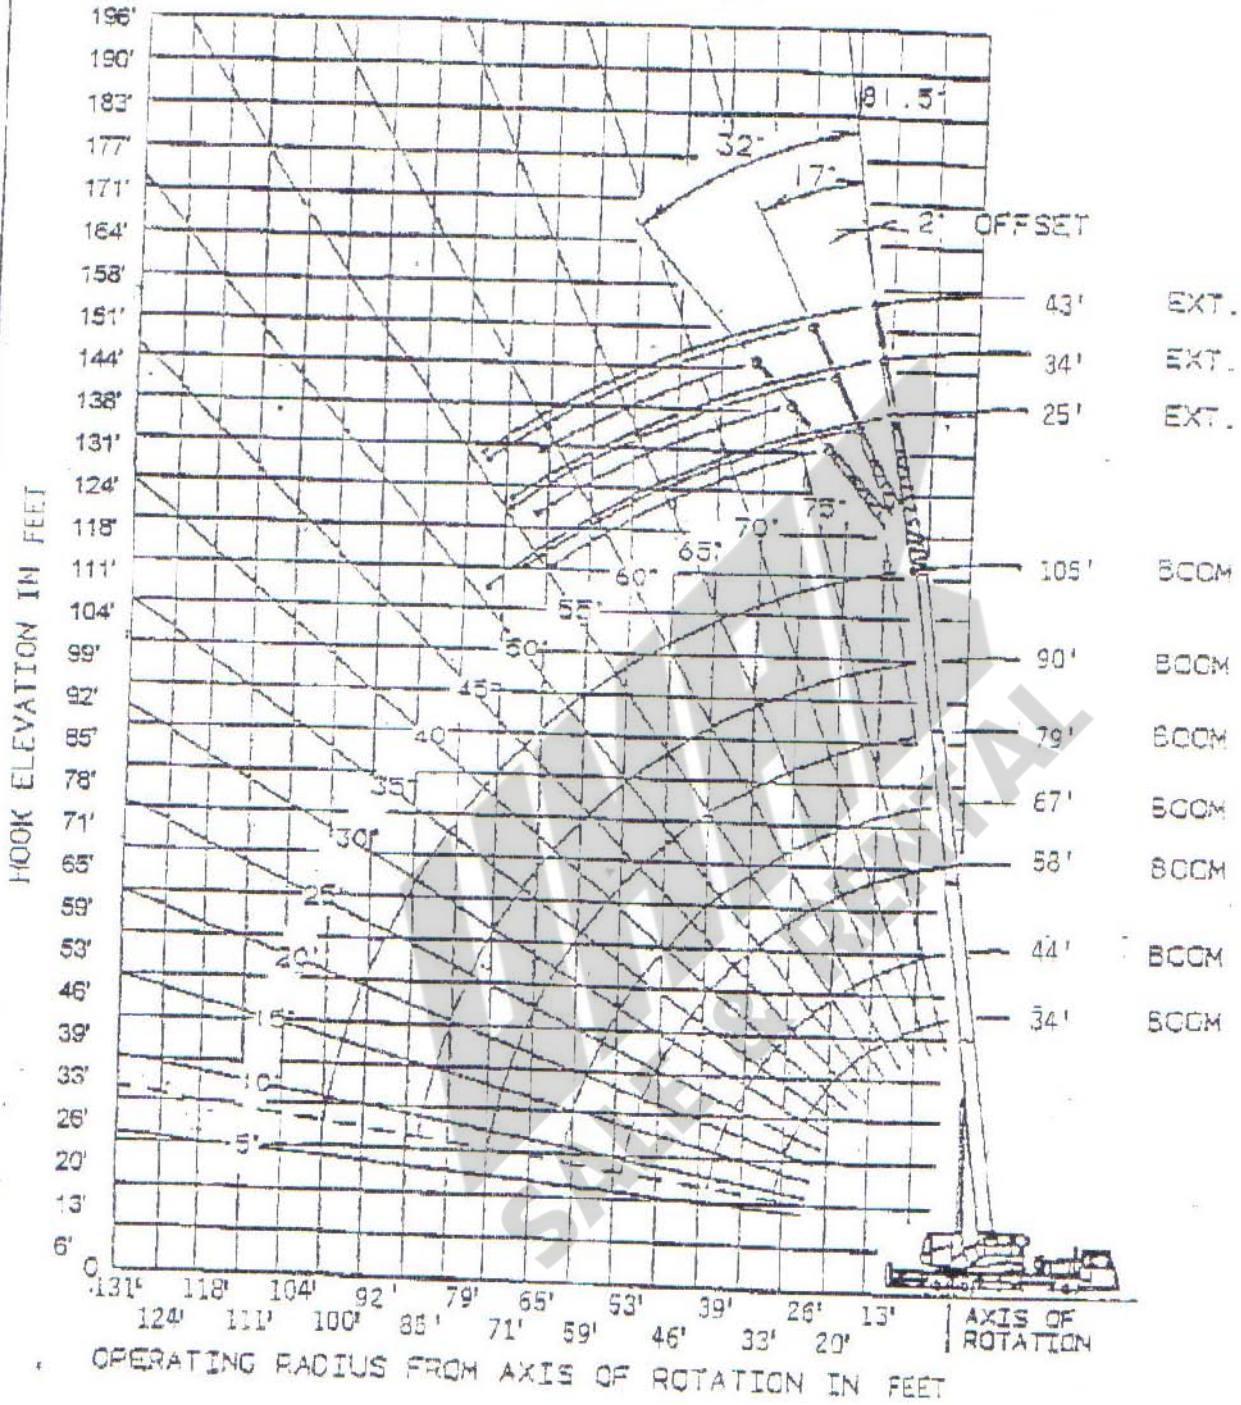 196'
190'
183'
177'
171'
164'
158'
151'
144'
138'
131'
124'
118'
111'
104'
99'
92'
85'
78'
71'
65'
59'
53'
46'
39'
33'
26'
20'
13'
6'
0
HOOK ELEVATION IN FEET
81.5°
32°
17°
2° OFFSET
43' EXT.
34' EXT.
25' EXT.
75°
70°
65°
60°
55°
50°
45°
40
35
30°
25
20°
15°
10°
5°
105' BOOM
90' BOOM
79' BOOM
67' BOOM
58' BOOM
44' BOOM
34' BOOM
SALE & RENTAL
131' 118' 104' 92' 79' 65' 53' 39' 26' 13'
124' 111' 100' 85' 71' 59' 46' 33' 20'
AXIS OF
ROTATION
OPERATING RADIUS FROM AXIS OF ROTATION IN FEET